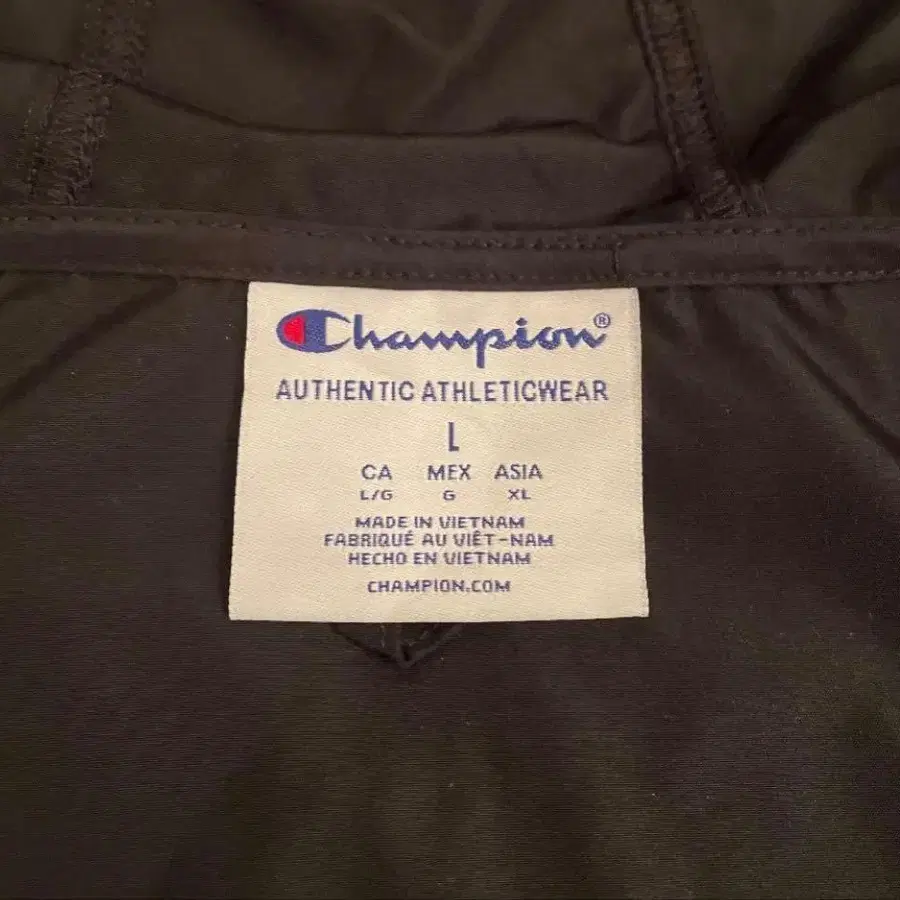 Champion®
AUTHENTIC ATHLETICWEAR
L
CA MEX ASIA
L/G G XL
MADE IN VIETNAM
FABRIQUÉ AU VIÊT-NAM
HECHO EN VIETNAM
CHAMPION.COM